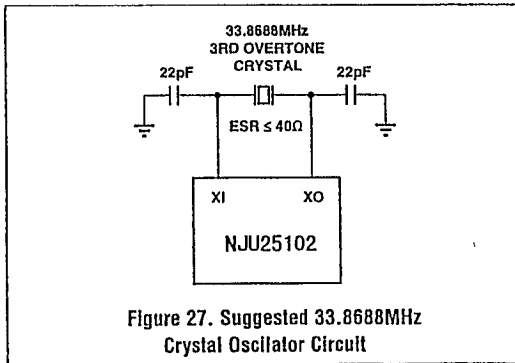 33.8688MHz
3RD OVERTONE
CRYSTAL
22pF
22pF
ESR ≤ 40Ω
XI
XO
NJU25102
Figure 27. Suggested 33.8688MHz
Crystal Oscilator Circuit